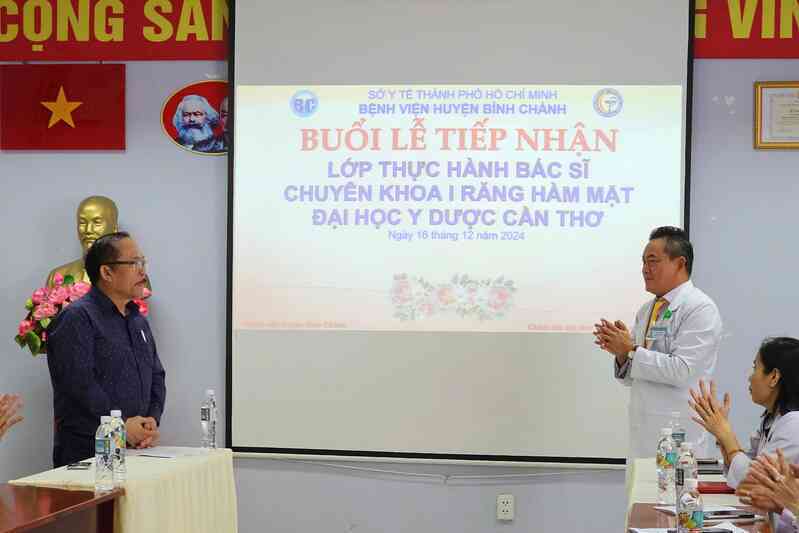 CỘNG SẢN
SỞ Y TẾ THÀNH PHỐ HỒ CHÍ MINH
BỆNH VIỆN HUYỆN BÌNH CHÁNH
BC
BUỔI LỄ TIẾP NHẬN
LỚP THỰC HÀNH BÁC SĨ
CHUYÊN KHOA I RĂNG HÀM MẶT
ĐẠI HỌC Y DƯỢC CẦN THƠ
Ngày 16 tháng 12 năm 2024